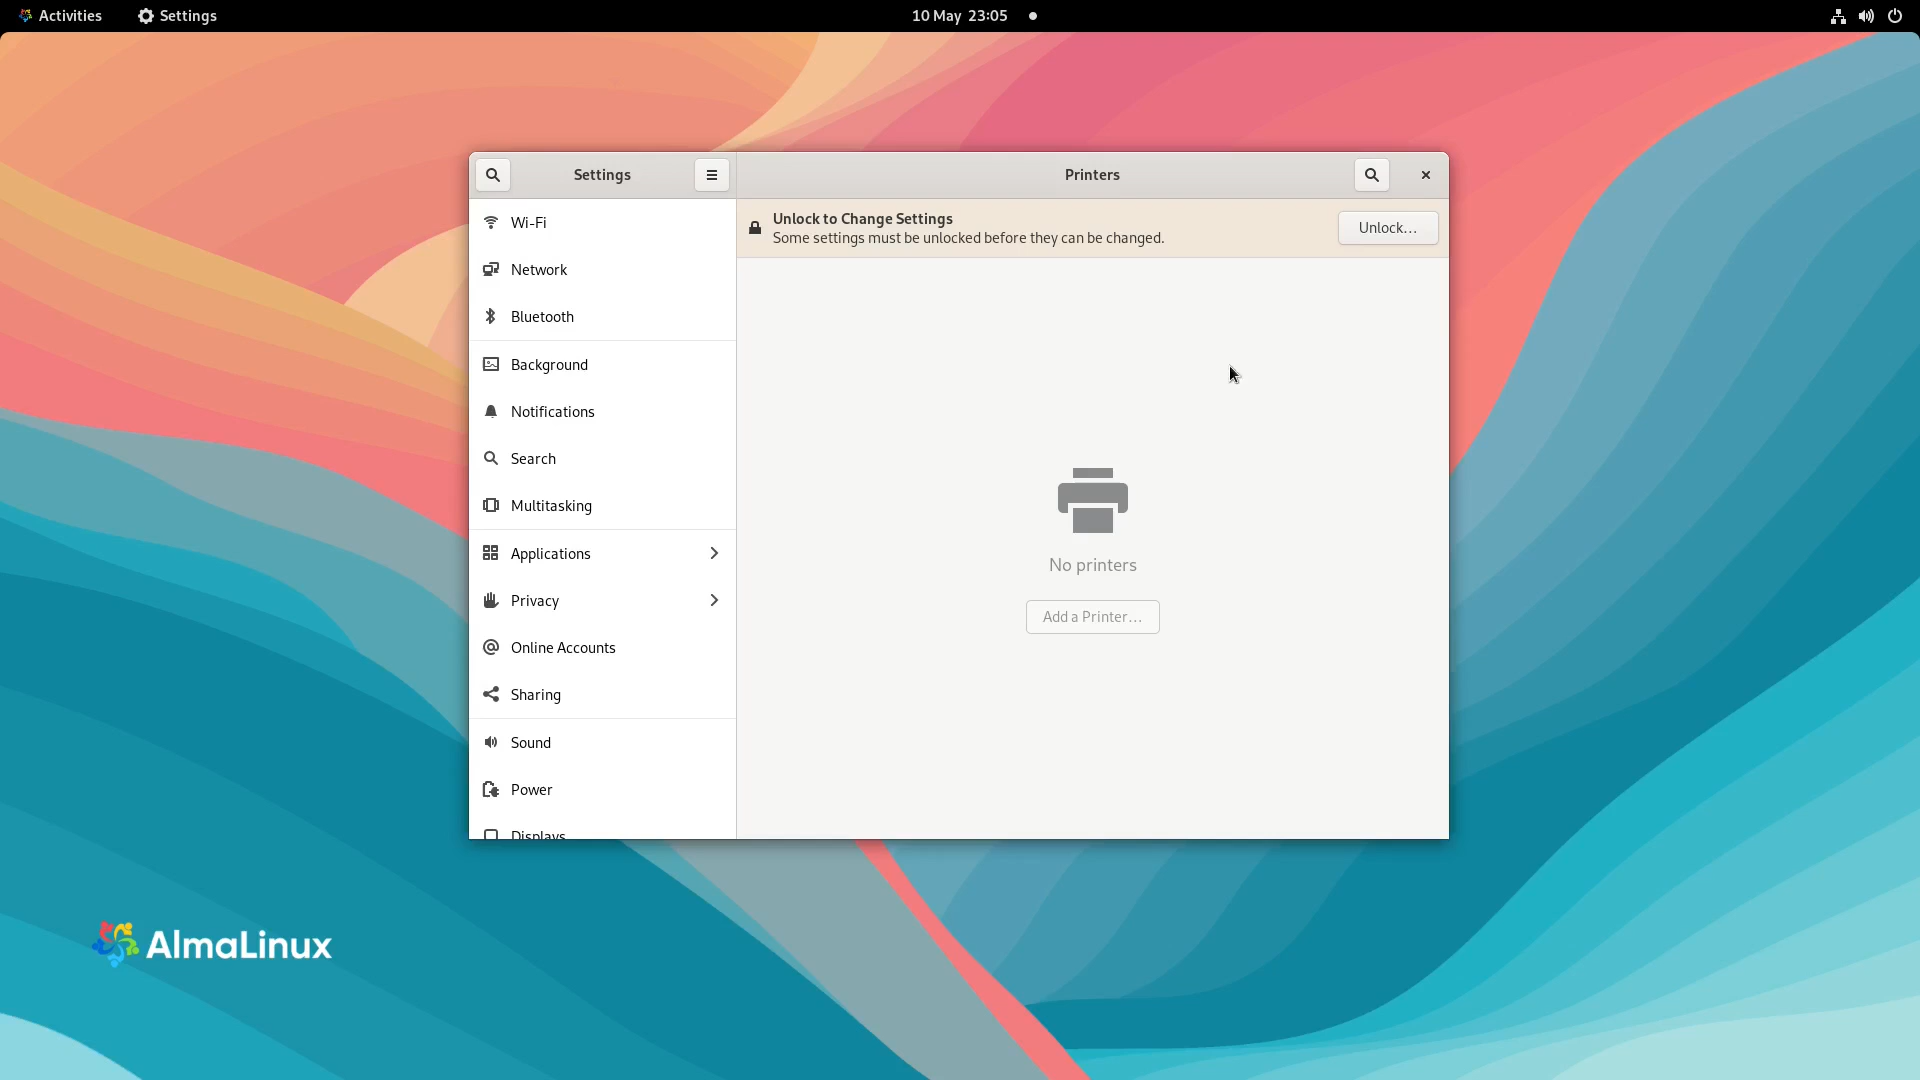 Activities
Settings
10 May 23:05
Settings
Printers
Wi-Fi
Network
Bluetooth
Background
Notifications
Search
Multitasking
Applications
Privacy
Online Accounts
Sharing
Sound
Power
Displays
Unlock to Change Settings
Some settings must be unlocked before they can be changed.
Unlock…
No printers
Add a Printer…
AlmaLinux